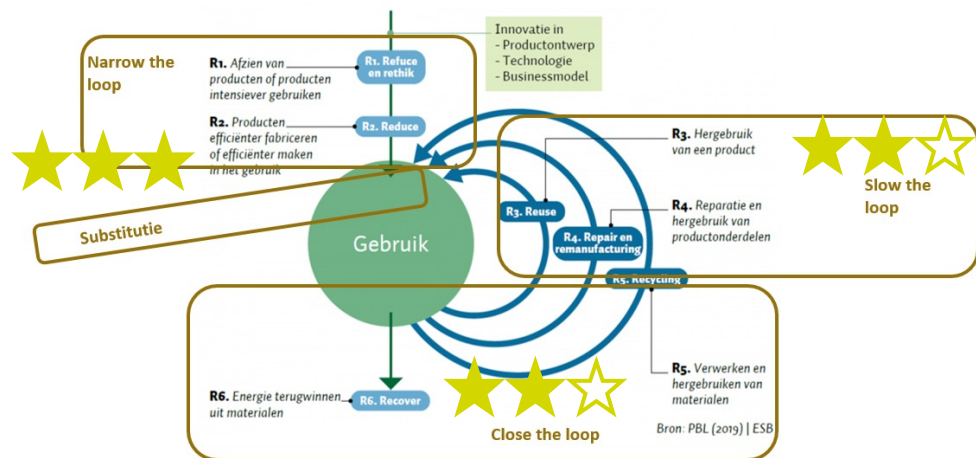 Narrow the
loop
R1. Afzien van
producten of producten
intensiever gebruiken
R1. Refuce
en rethik
Innovatie in
- Productontwerp
- Technologie
- Businessmodel
R2. Producten
efficiënter fabriceren
of efficiënter maken
in het gebruik
R2. Reduce
R3. Hergebruik
van een product
Slow the
loop
Substitutie
Gebruik
R3. Reuse
R4. Repair en
remanufacturing
R4. Reparatie en
hergebruik van
productonderdelen
R5. Recycling
R5. Verwerken en
hergebruiken van
materialen
R6. Energie terugwinnen
uit materialen
R6. Recover
Close the loop
Bron: PBL (2019) | ESB